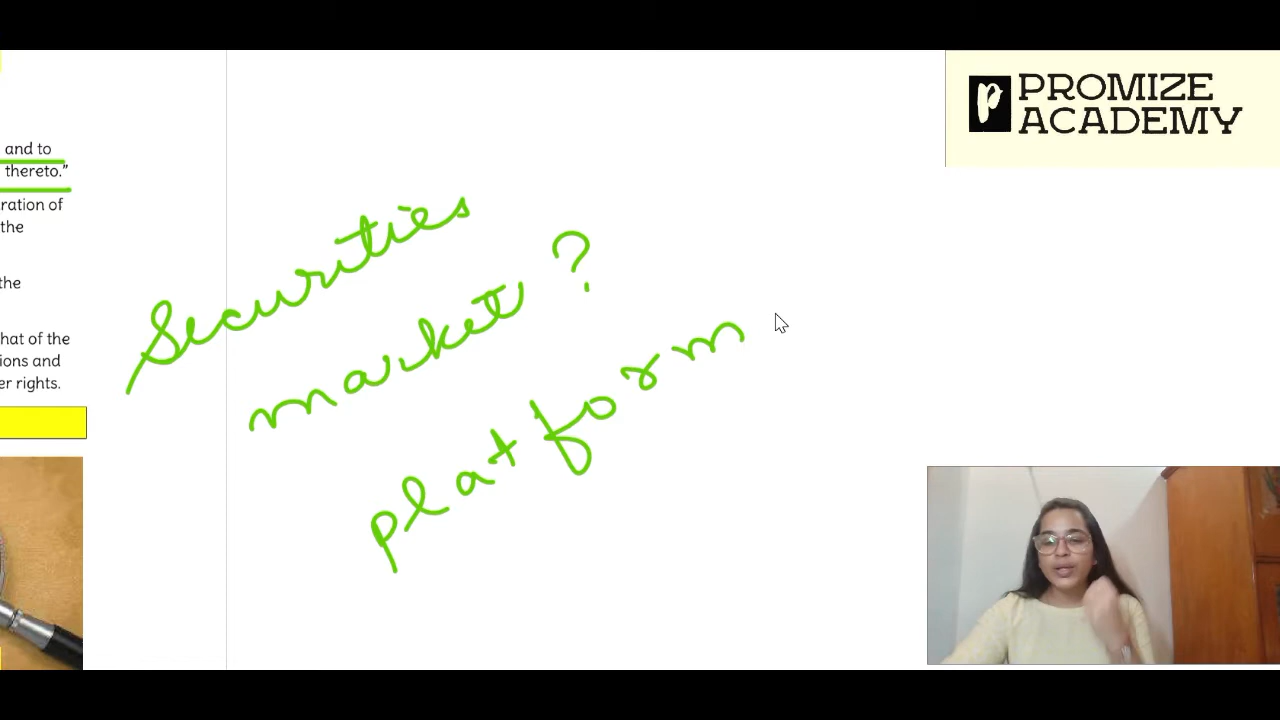 PROMIZE
ACADEMY
and to
thereto.”
ration of
the
the
hat of the
ions and
er rights.
Securities
market ?
platform